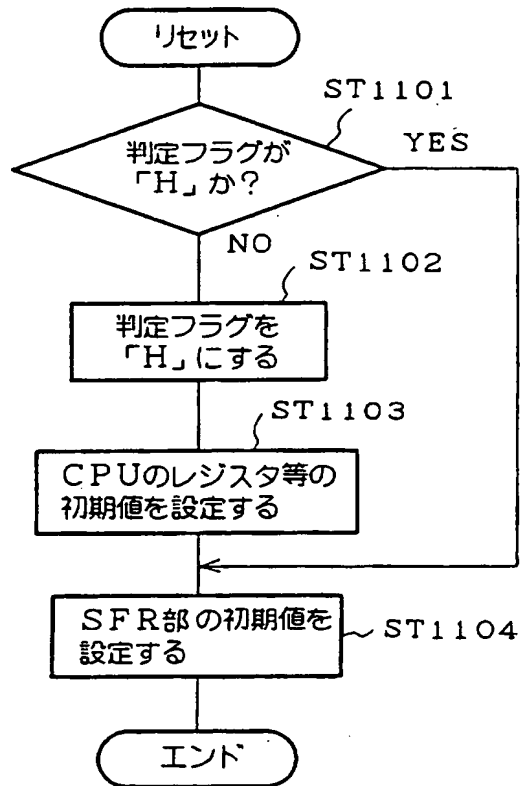 リセット
ST1101
判定フラグが
「H」か?
YES
NO
ST1102
判定フラグを
「H」にする
ST1103
CPUのレジスタ等の
初期値を設定する
SFR部の初期値を
設定する
ST1104
エンド